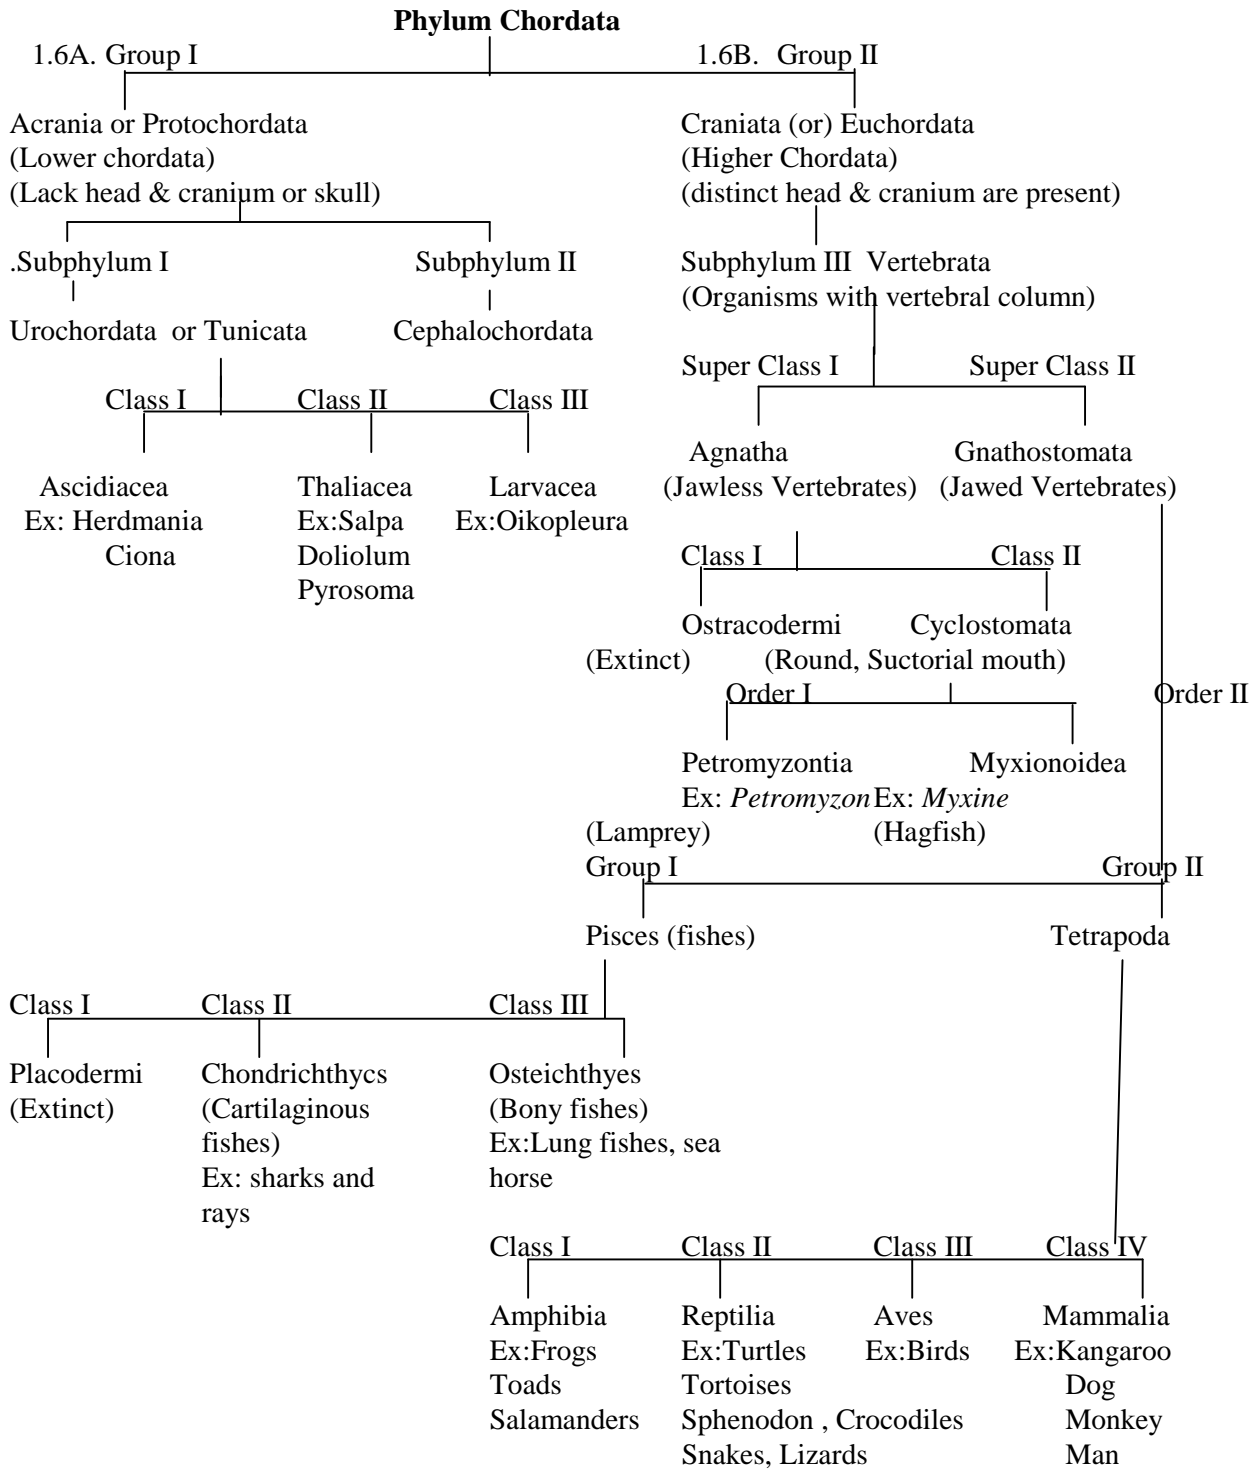 Phylum Chordata
1.6A. Group I 1.6B. Group II
Acrania or Protochordata Craniata (or) Euchordata
(Lower chordata) (Higher Chordata)
(Lack head & cranium or skull) (distinct head & cranium are present)
.Subphylum I Subphylum II Subphylum III Vertebrata
(Organisms with vertebral column)
Urochordata or Tunicata Cephalochordata
Super Class I Super Class II
Class I Class II Class III
Agnatha Gnathostomata
(Jawless Vertebrates) (Jawed Vertebrates)
Ascidiacea Thaliacea Larvacea
Ex: Herdmania Ex:Salpa Ex:Oikopleura
Ciona Doliolum
Pyrosoma
Class I Class II
Ostracodermi Cyclostomata
(Extinct) (Round, Suctorial mouth)
Order I Order II
Petromyzontia Myxionoidea
Ex: Petromyzon Ex: Myxine
(Lamprey) (Hagfish)
Group I Group II
Pisces (fishes) Tetrapoda
Class I Class II Class III
Placodermi Chondrichthycs Osteichthyes
(Extinct) (Cartilaginous (Bony fishes)
fishes) Ex:Lung fishes, sea
Ex: sharks and horse
rays
Class I Class II Class III Class IV
Amphibia Reptilia Aves Mammalia
Ex:Frogs Ex:Turtles Ex:Birds Ex:Kangaroo
Toads Tortoises Dog
Salamanders Sphenodon , Crocodiles Monkey
Snakes, Lizards Man